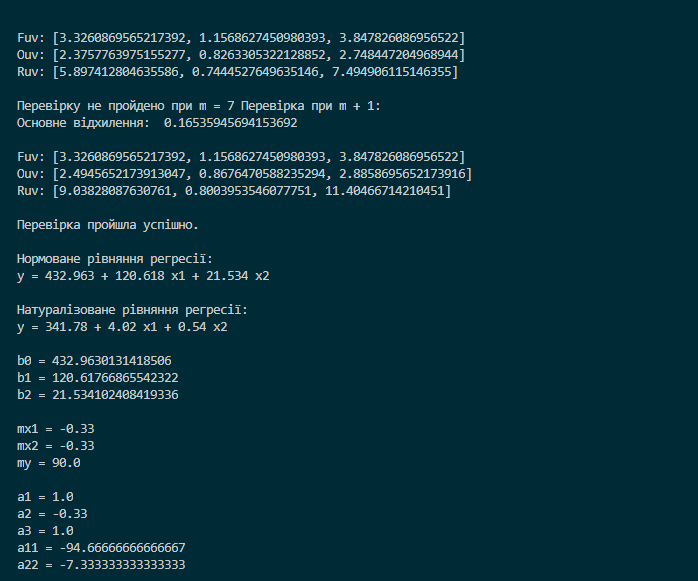 Fuv: [3.3260869565217392, 1.1568627450980393, 3.847826086956522]
Ouv: [2.3757763975155277, 0.8263305322128852, 2.748447204968944]
Ruv: [5.897412804635586, 0.7444527649635146, 7.494906115146355]
Перевірку не пройдено при m = 7 Перевірка при m + 1:
Основне відхилення:  0.16535945694153692
Fuv: [3.3260869565217392, 1.1568627450980393, 3.847826086956522]
Ouv: [2.4945652173913047, 0.8676470588235294, 2.8858695652173916]
Ruv: [9.03828087630761, 0.8003953546077751, 11.40466714210451]
Перевірка пройшла успішно.
Нормоване рівняння регресії:
y = 432.963 + 120.618 x1 + 21.534 x2
Натуралізоване рівняння регресії:
y = 341.78 + 4.02 x1 + 0.54 x2
b0 = 432.9630131418506
b1 = 120.61766865542322
b2 = 21.534102408419336
mx1 = -0.33
mx2 = -0.33
my = 90.0
a1 = 1.0
a2 = -0.33
a3 = 1.0
a11 = -94.66666666666667
a22 = -7.333333333333333